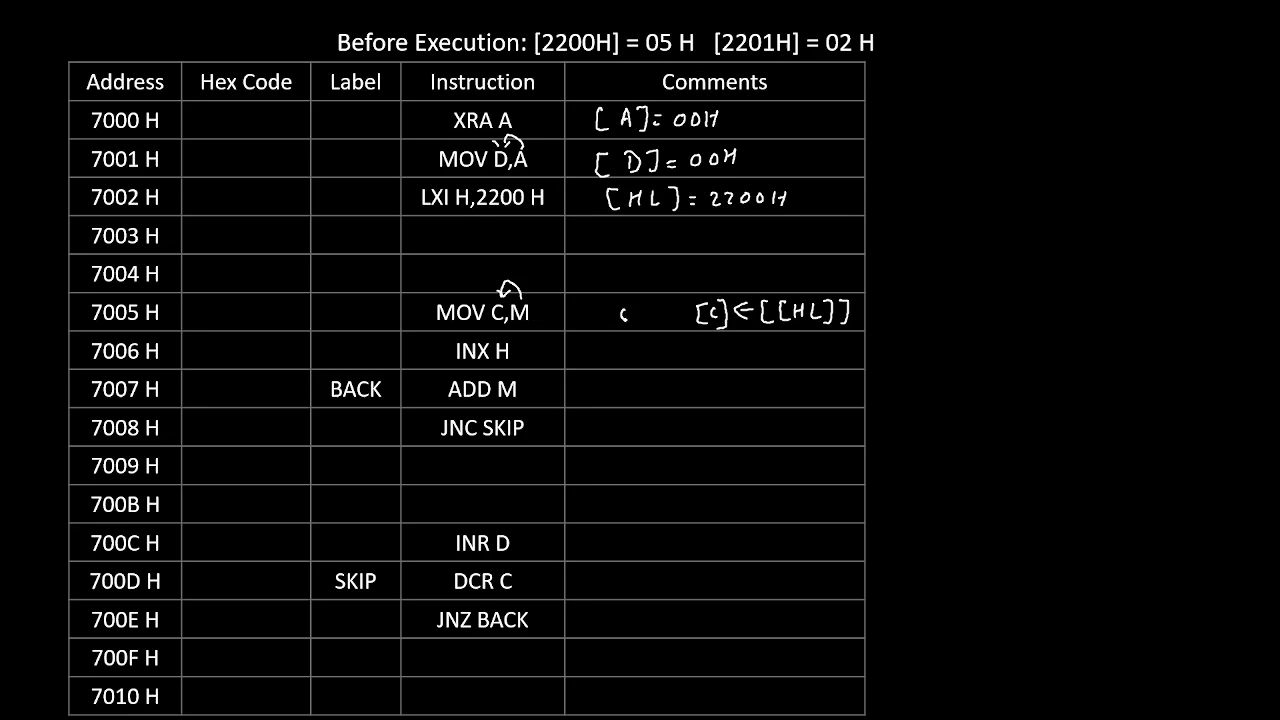 Before Execution: [2200H] = 05 H [2201H] = 02 H
Address Hex Code Label Instruction Comments
7000 H XRA A [A]=00H
7001 H MOV D,A [D]=00H
7002 H LXI H,2200 H [HL]=2200H
7003 H
7004 H
7005 H MOV C,M ( [C]←[[HL]]
7006 H INX H
7007 H BACK ADD M
7008 H JNC SKIP
7009 H
700B H
700C H INR D
700D H SKIP DCR C
700E H JNZ BACK
700F H
7010 H